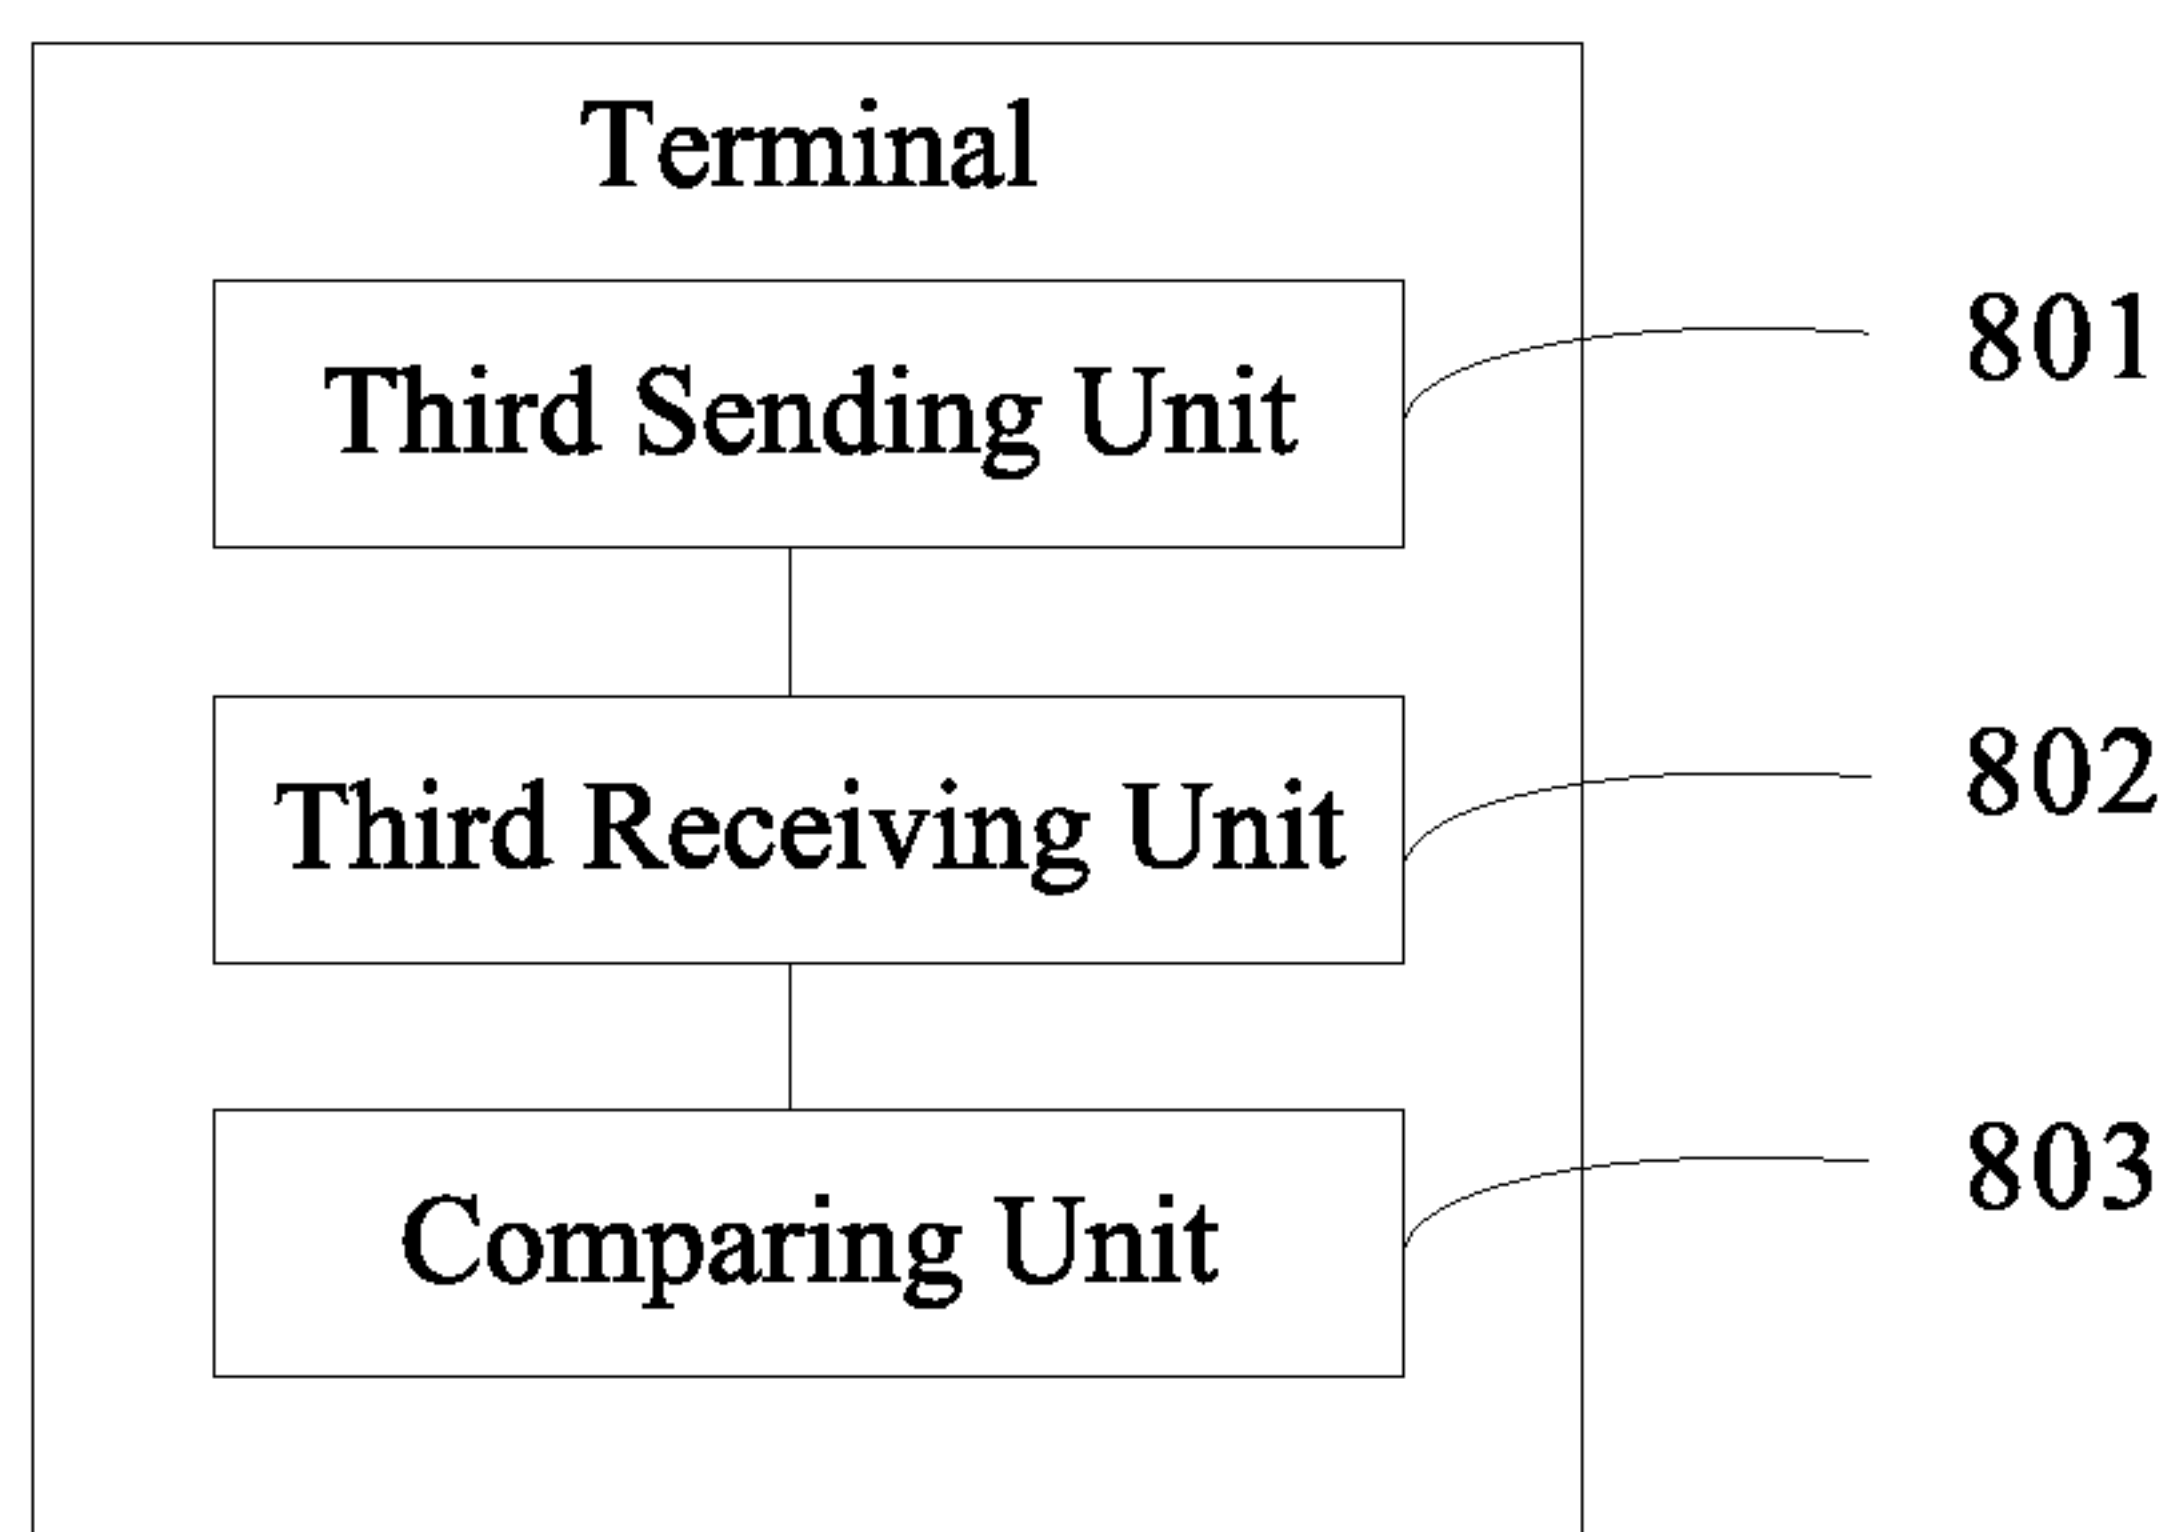 Terminal
Third Sending Unit
801
Third Receiving Unit
802
Comparing Unit
803